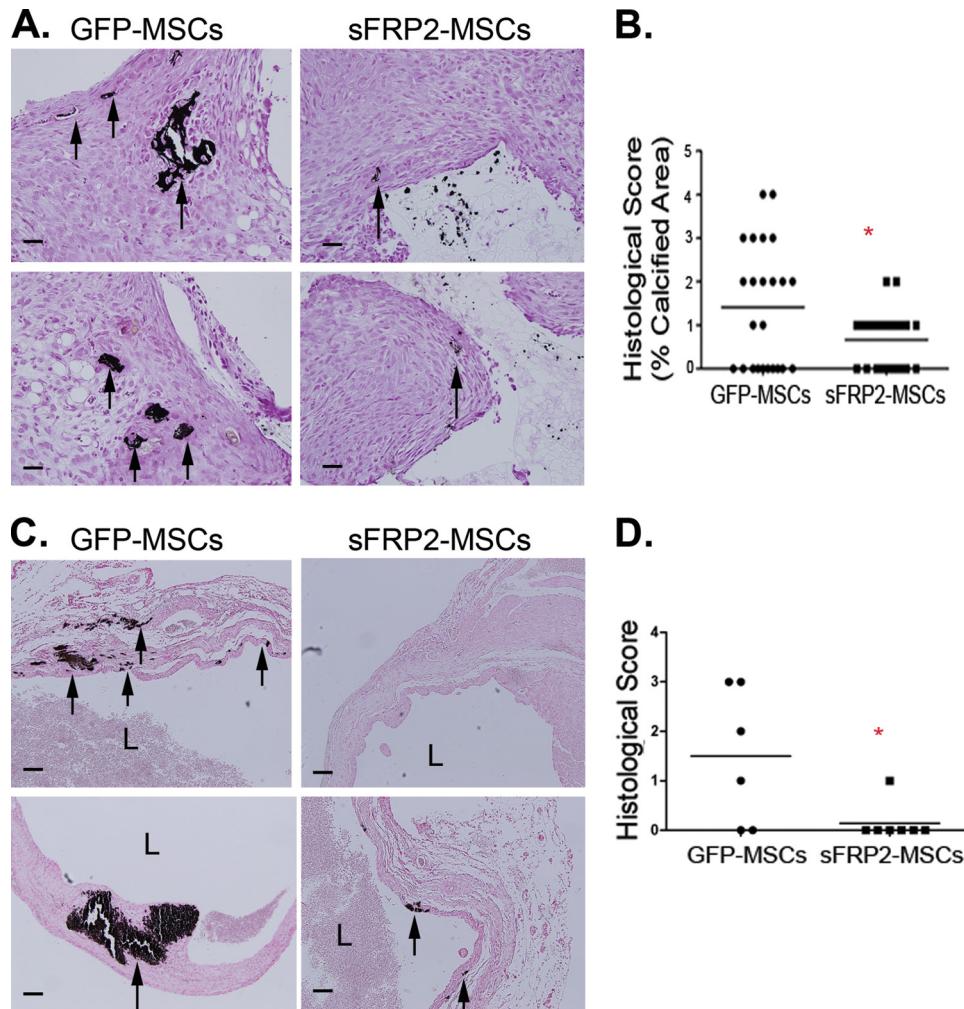 A.
GFP-MSCs
sFRP2-MSCs
B.
Histological Score
(% Calcified Area)
5
4
3
2
1
0
*
GFP-MSCs
sFRP2-MSCs
C.
GFP-MSCs
sFRP2-MSCs
L
L
L
L
D.
Histological Score
4
3
2
1
0
*
GFP-MSCs
sFRP2-MSCs